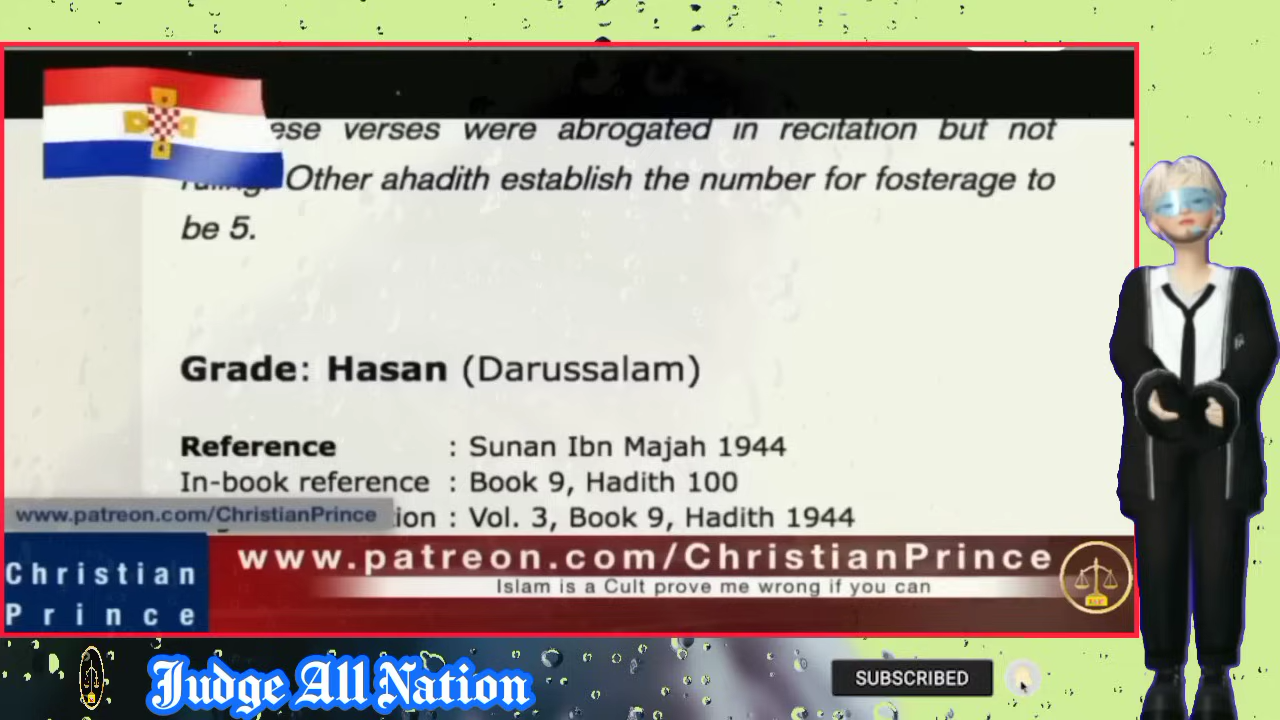 ese verses were abrogated in recitation but not
ruling. Other ahadith establish the number for fosterage to
be 5.
Grade: Hasan (Darussalam)
Reference : Sunan Ibn Majah 1944
In-book reference : Book 9, Hadith 100
ion : Vol. 3, Book 9, Hadith 1944
www.patreon.com/ChristianPrince
www.patreon.com/ChristianPrince
Islam is a Cult prove me wrong if you can
Christian
Prince
Judge All Nation
SUBSCRIBED